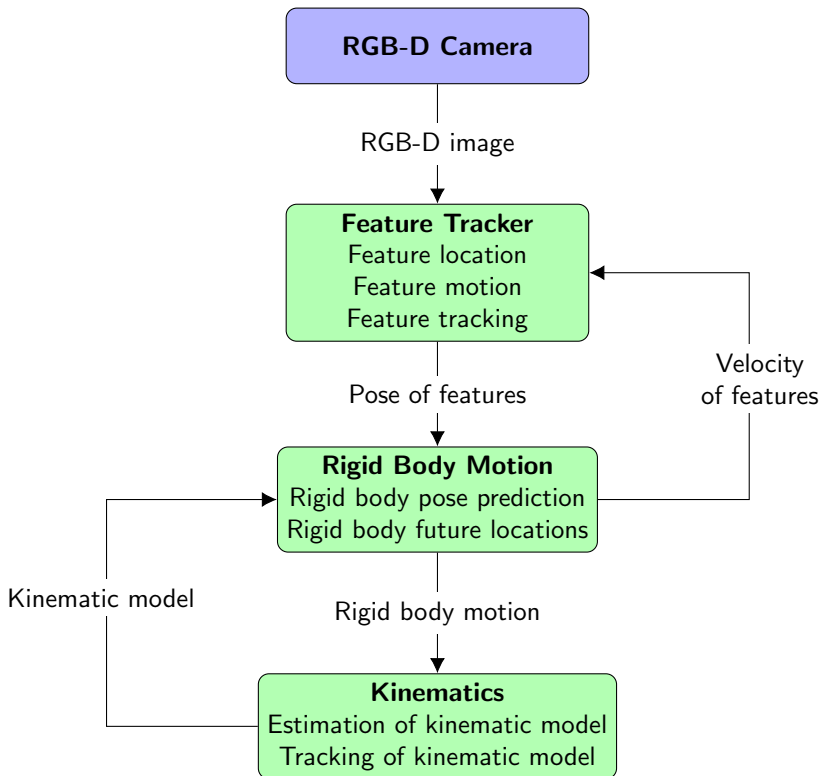 RGB-D Camera
RGB-D image
Feature Tracker
Feature location
Feature motion
Feature tracking
Velocity
of features
Pose of features
Rigid Body Motion
Rigid body pose prediction
Rigid body future locations
Kinematic model
Rigid body motion
Kinematics
Estimation of kinematic model
Tracking of kinematic model